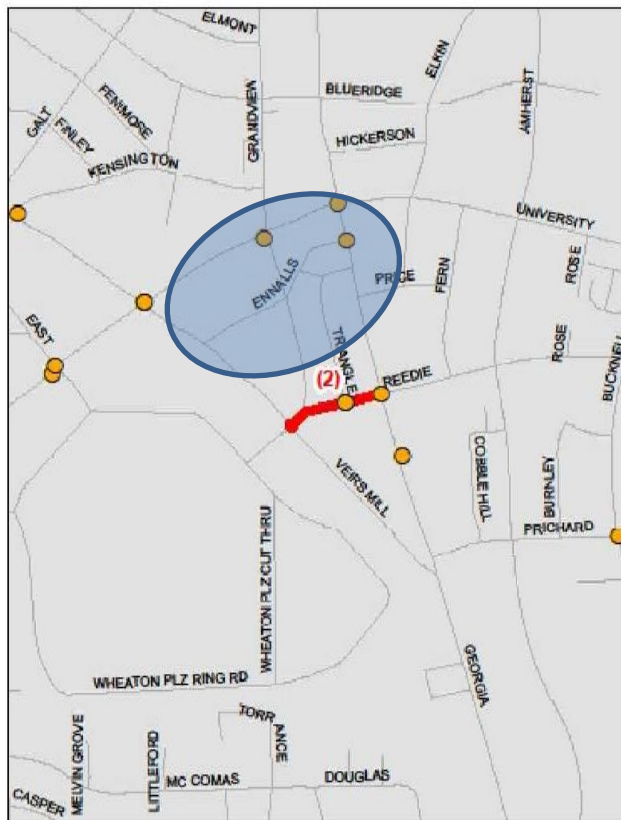 ELMONT
ELKIN
AMHERST
GRANDVIEW
BLUERIDGE
FENIMORE
GALT
FINLEY
HICKERSON
KENSINGTON
UNIVERSITY
ROSE
ENNALLS
PRICE
FERN
EAST
TRIANGLE
ROSE
BUCKNELL
(2)
REEDIE
COBBLE HILL
BURNLEY
VEIRS MILL
PRICHARD
WHEATON PLZ CUT THRU
GEORGIA
WHEATON PLZ RING RD
TORRANCE
MELVIN GROVE
LITTLEFORD
MC COMAS
DOUGLAS
CASPER